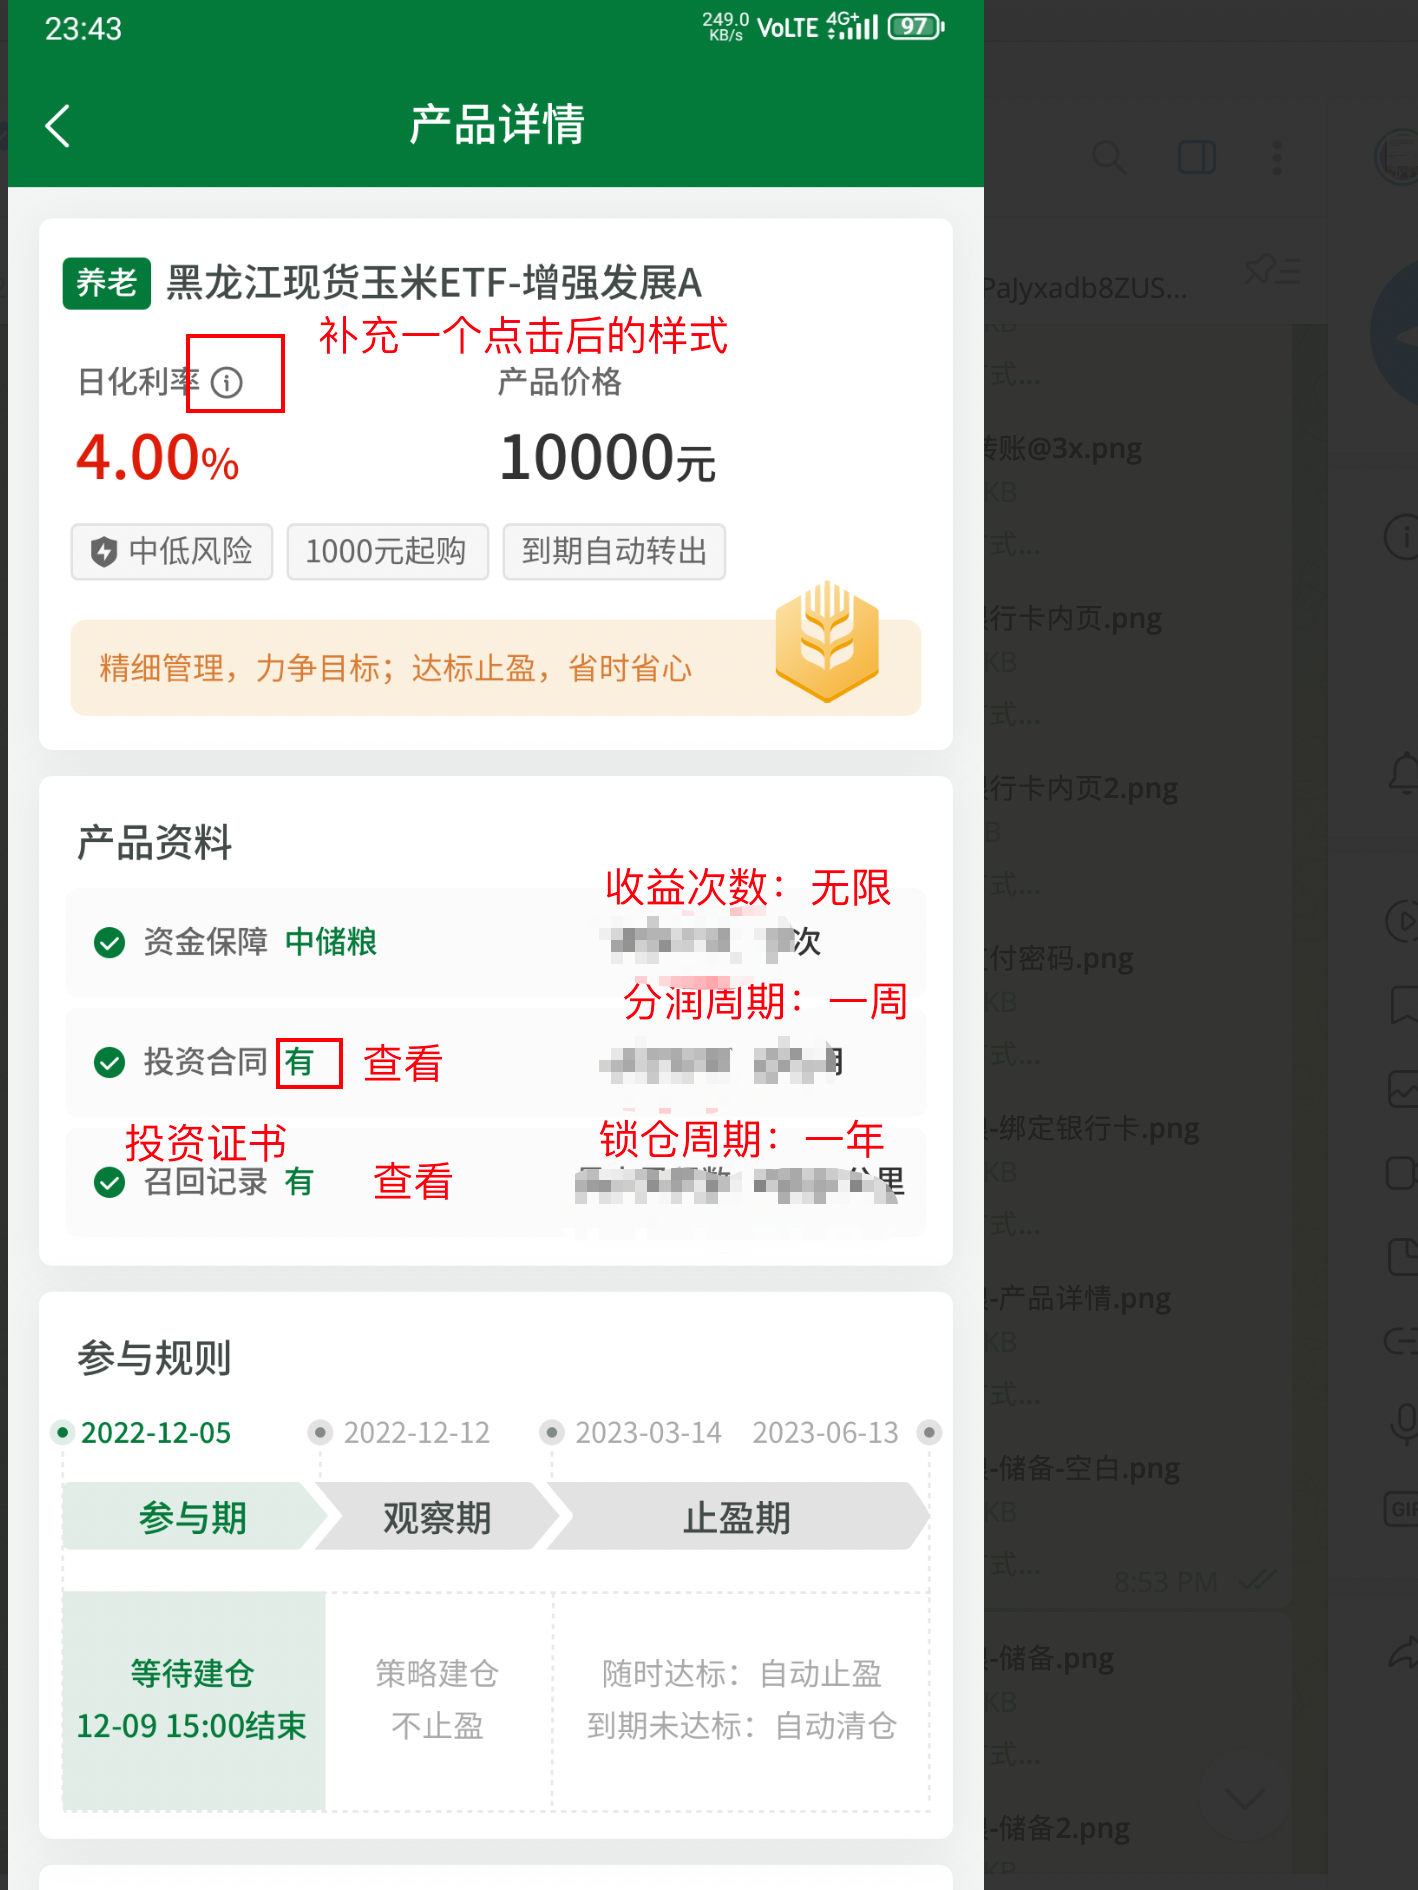 23:43
249.0
KB/s
VoLTE
4G+
97
产品详情
养老 黑龙江现货玉米ETF-增强发展A
补充一个点击后的样式
日化利率
产品价格
4.00%
10000元
中低风险
1000元起购
到期自动转出
精细管理，力争目标；达标止盈，省时省心
产品资料
收益次数：无限
资金保障 中储粮
次
分润周期：一周
投资合同 有 查看
投资证书
锁仓周期：一年
召回记录 有 查看
公里
参与规则
2022-12-05
2022-12-12
2023-03-14
2023-06-13
参与期
观察期
止盈期
等待建仓
12-09 15:00结束
策略建仓
不止盈
随时达标：自动止盈
到期未达标：自动清仓
PaJyxadb8ZUS...
KB
式...
转账@3x.png
KB
式...
行卡内页.png
KB
式...
行卡内页2.png
B
式...
付密码.png
KB
式...
-绑定银行卡.png
KB
式...
-产品详情.png
KB
式...
-储备-空白.png
KB
式...
8:53 PM
-储备.png
KB
式...
-储备2.png
KB
GIF